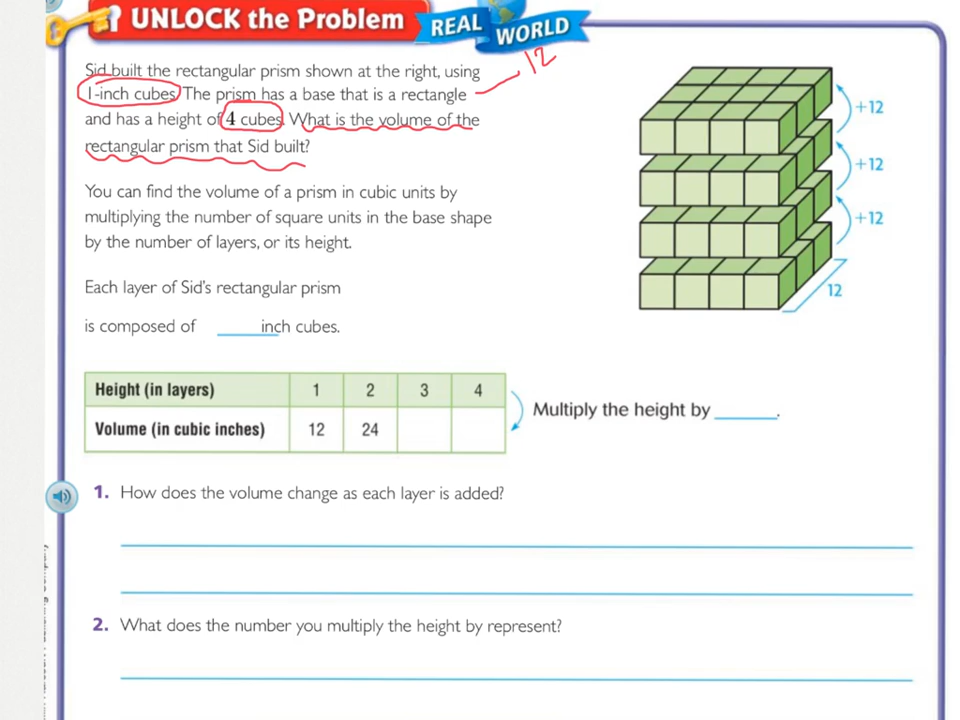 UNLOCK the Problem REAL WORLD
12
Sid built the rectangular prism shown at the right, using
1-inch cubes. The prism has a base that is a rectangle
and has a height of 4 cubes. What is the volume of the
rectangular prism that Sid built?
You can find the volume of a prism in cubic units by
multiplying the number of square units in the base shape
by the number of layers, or its height.
Each layer of Sid's rectangular prism
is composed of ______ inch cubes.
+12
+12
+12
12
Height (in layers) 1 2 3 4
Volume (in cubic inches) 12 24
Multiply the height by ______.
1. How does the volume change as each layer is added?
2. What does the number you multiply the height by represent?